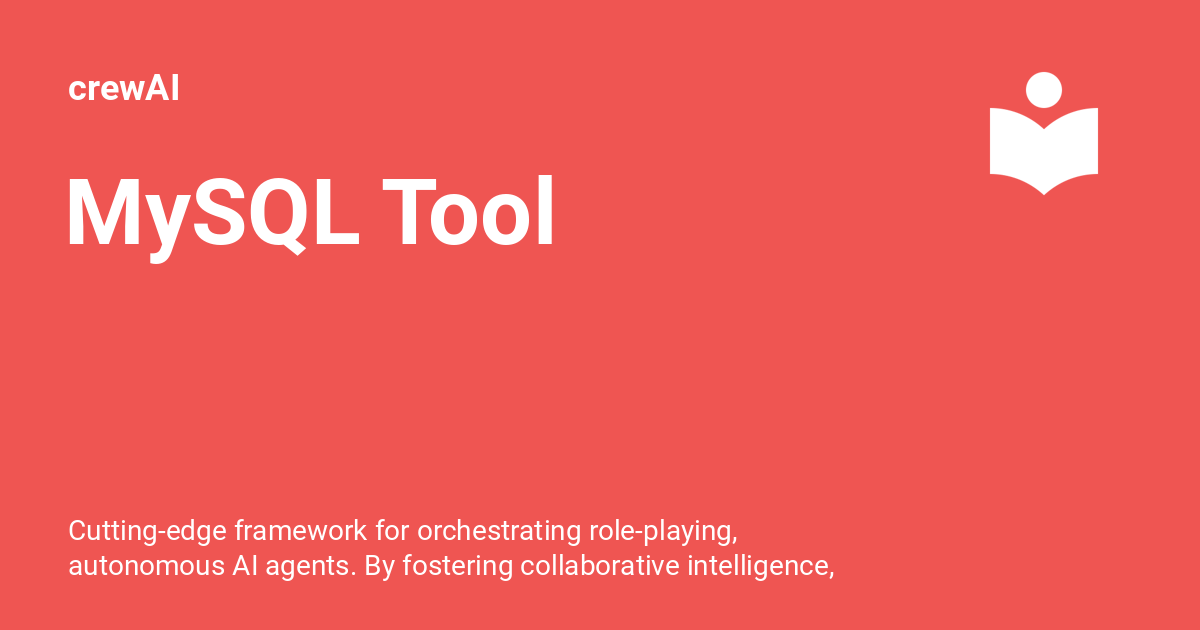 crewAI
MySQL Tool
Cutting-edge framework for orchestrating role-playing,
autonomous AI agents. By fostering collaborative intelligence,